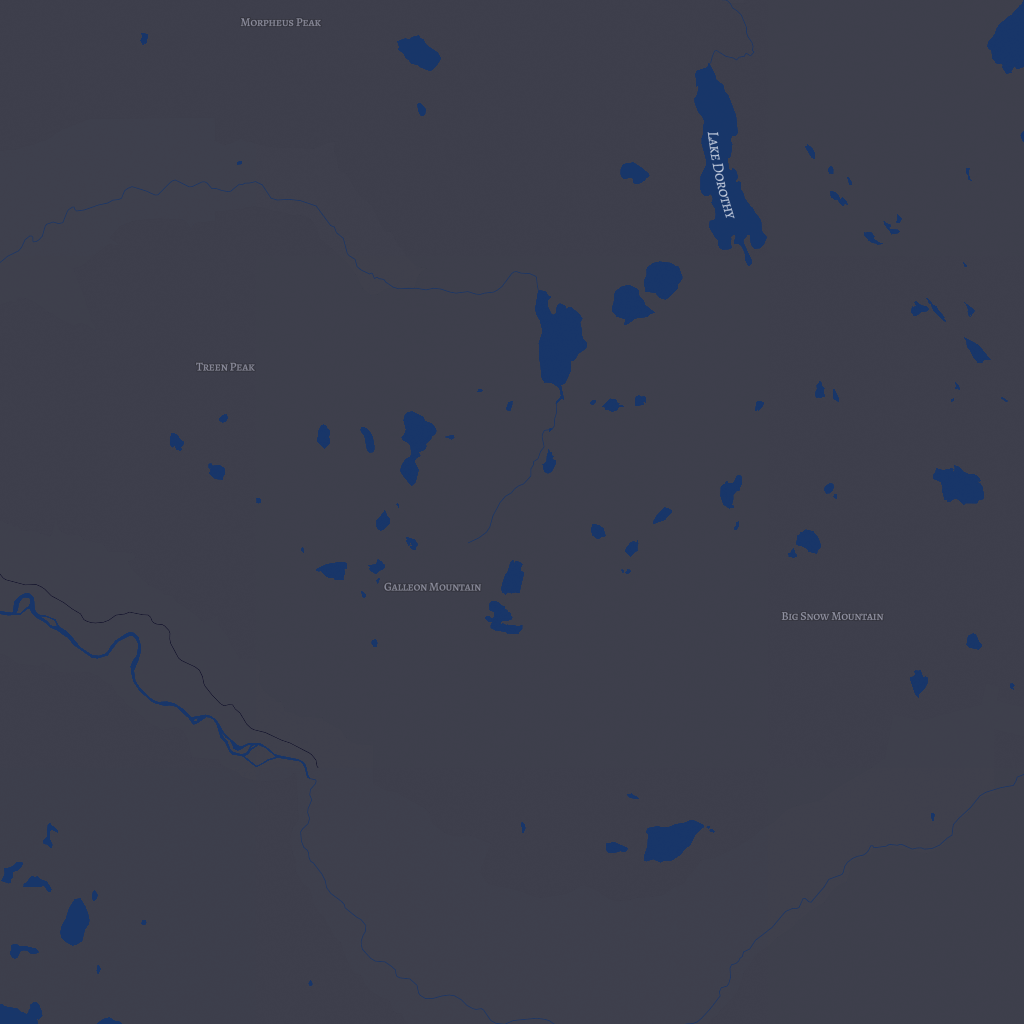 Morpheus Peak
Lake Dorothy
Treen Peak
Galleon Mountain
Big Snow Mountain